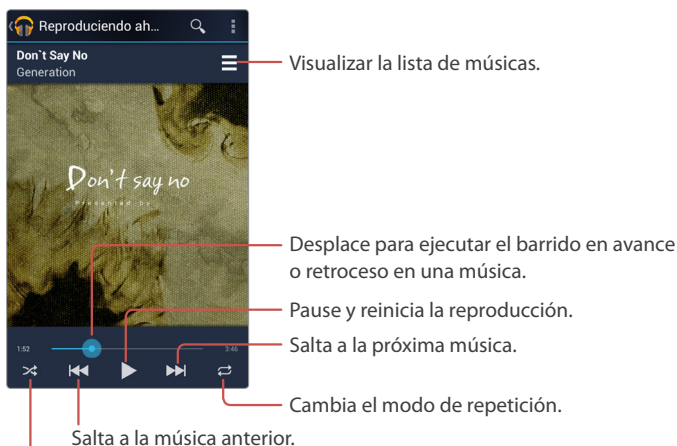 Reproduciendo ah...
Don`t Say No
Generation
Visualizar la lista de músicas.
Don't say no
Presented by
Desplace para ejecutar el barrido en avance
o retroceso en una música.
Pause y reinicia la reproducción.
1:52
3:46
Salta a la próxima música.
Cambia el modo de repetición.
Salta a la música anterior.